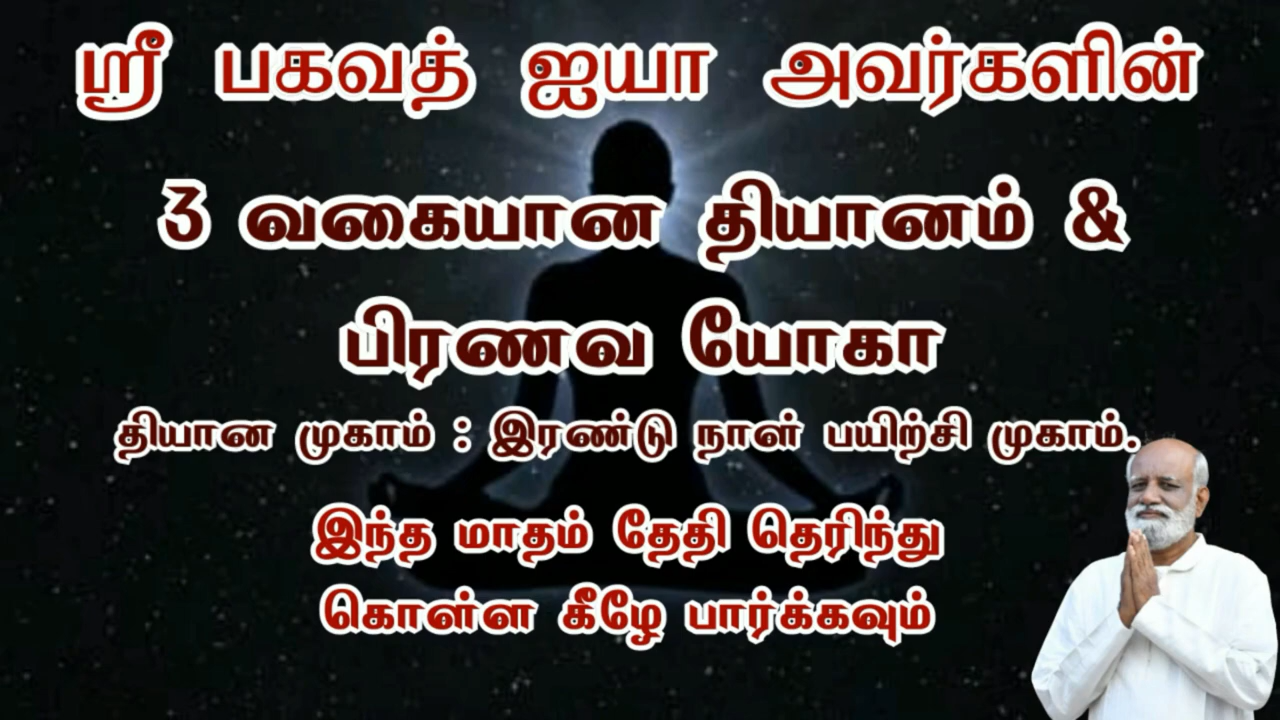 ஸ்ரீ பகவத் ஐயா அவர்களின்
3 வகையான தியானம் &
பிரணவ யோகா
தியான முகாம் : இரண்டு நாள் பயிற்சி முகாம்.
இந்த மாதம் தேதி தெரிந்து
கொள்ள கீழே பார்க்கவும்